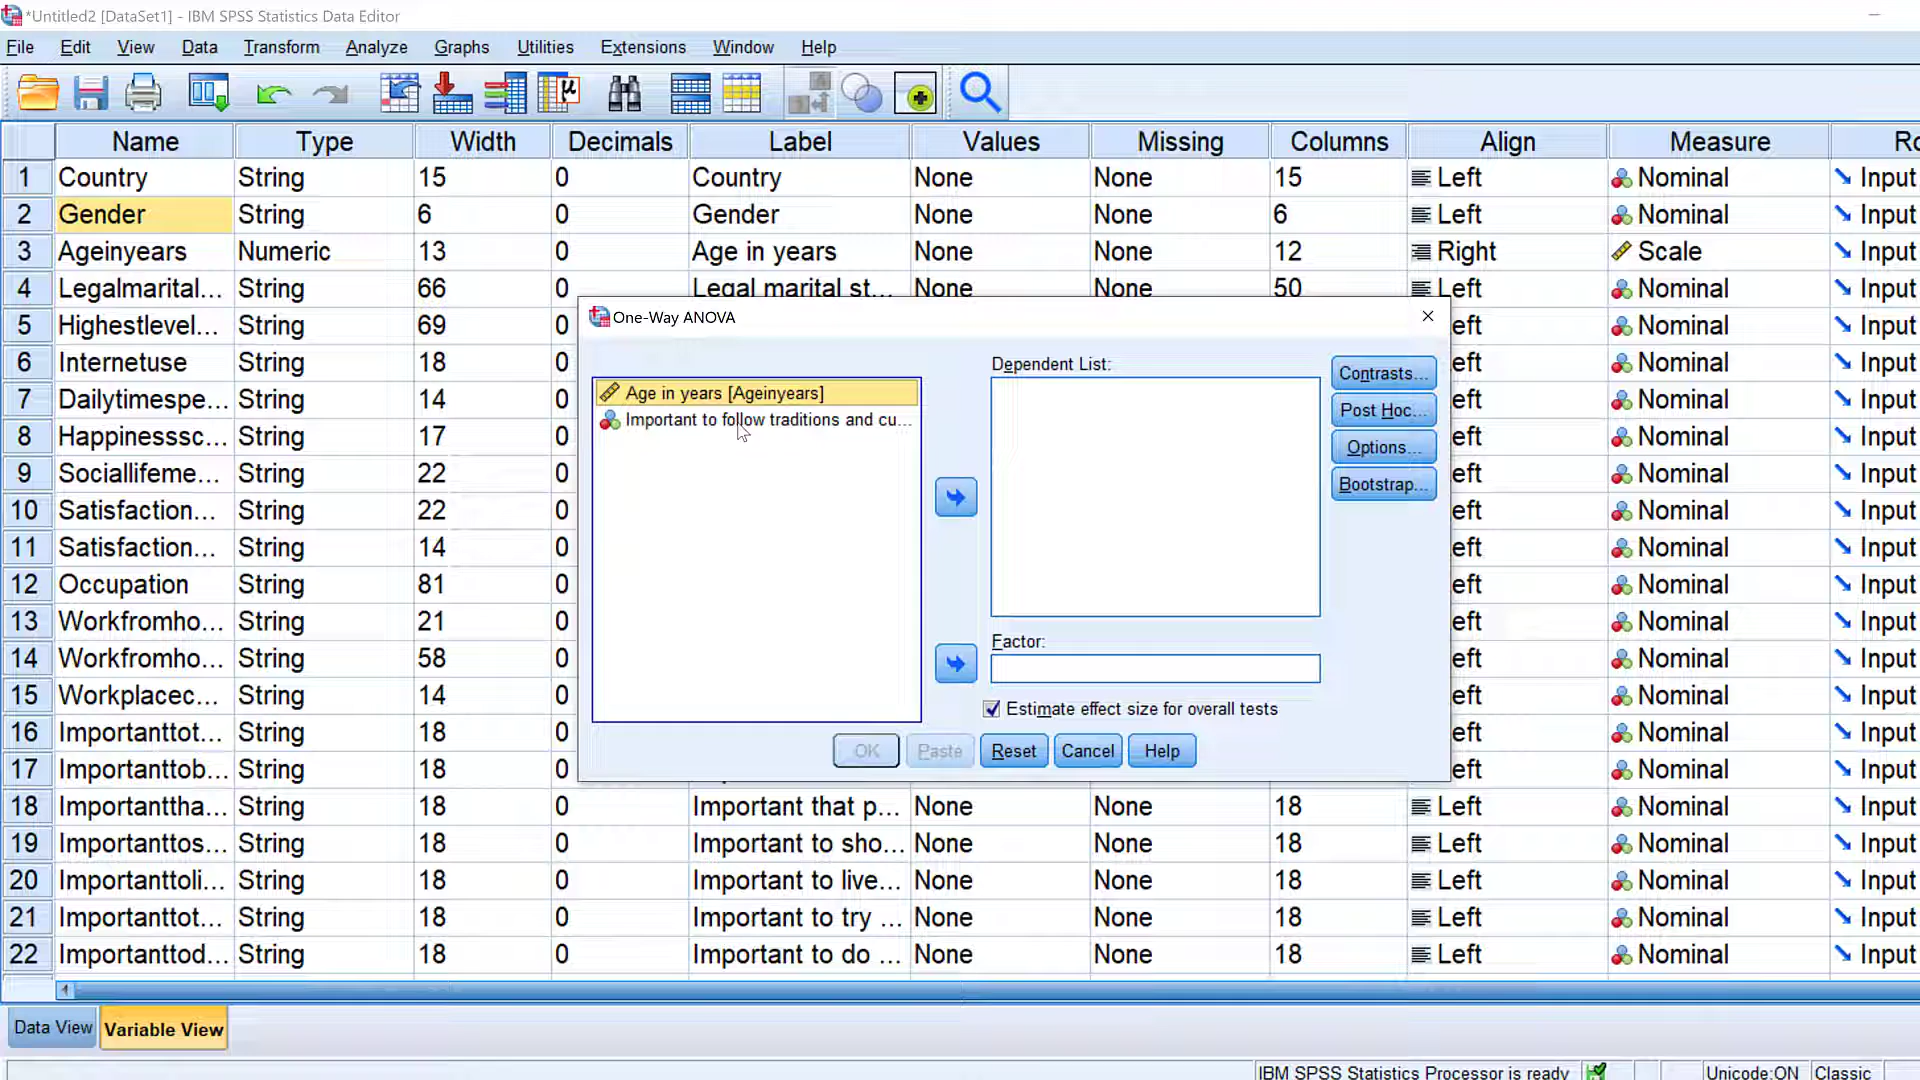 *Untitled2 [DataSet1] - IBM SPSS Statistics Data Editor
File Edit View Data Transform Analyze Graphs Utilities Extensions Window Help
Name Type Width Decimals Label Values Missing Columns Align Measure Ro
1 Country String 15 0 Country None None 15 Left Nominal Input
2 Gender String 6 0 Gender None None 6 Left Nominal Input
3 Ageinyears Numeric 13 0 Age in years None None 12 Right Scale Input
4 Legalmarital... String 66 0 Legal marital st... None None 50 Left Nominal Input
One-Way ANOVA
5 Highestlevel... String 69 0 eft Nominal Input
6 Internetuse String 18 0 eft Nominal Input
7 Dailytimespe... String 14 0 eft Nominal Input
8 Happinesssc... String 17 0 eft Nominal Input
9 Sociallifeme... String 22 0 eft Nominal Input
10 Satisfaction... String 22 0 eft Nominal Input
11 Satisfaction... String 14 0 eft Nominal Input
12 Occupation String 81 0 eft Nominal Input
13 Workfromho... String 21 0 eft Nominal Input
14 Workfromho... String 58 0 eft Nominal Input
15 Workplacec... String 14 0 eft Nominal Input
16 Importanttot... String 18 0 eft Nominal Input
17 Importanttob... String 18 0 eft Nominal Input
Age in years [Ageinyears]
Important to follow traditions and cu...
Dependent List:
Factor:
Estimate effect size for overall tests
Contrasts...
Post Hoc...
Options...
Bootstrap...
OK Paste Reset Cancel Help
18 Importanttha... String 18 0 Important that p... None None 18 Left Nominal Input
19 Importanttos... String 18 0 Important to sho... None None 18 Left Nominal Input
20 Importanttoli... String 18 0 Important to live... None None 18 Left Nominal Input
21 Importanttot... String 18 0 Important to try ... None None 18 Left Nominal Input
22 Importanttod... String 18 0 Important to do ... None None 18 Left Nominal Input
Data View Variable View
IBM SPSS Statistics Processor is ready Unicode:ON Classic